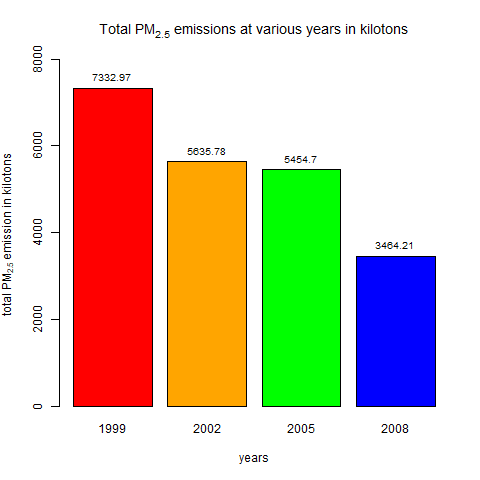 Total PM2.5 emissions at various years in kilotons
total PM2.5 emission in kilotons
8000
6000
4000
2000
0
7332.97
5635.78
5454.7
3464.21
1999 2002 2005 2008
years